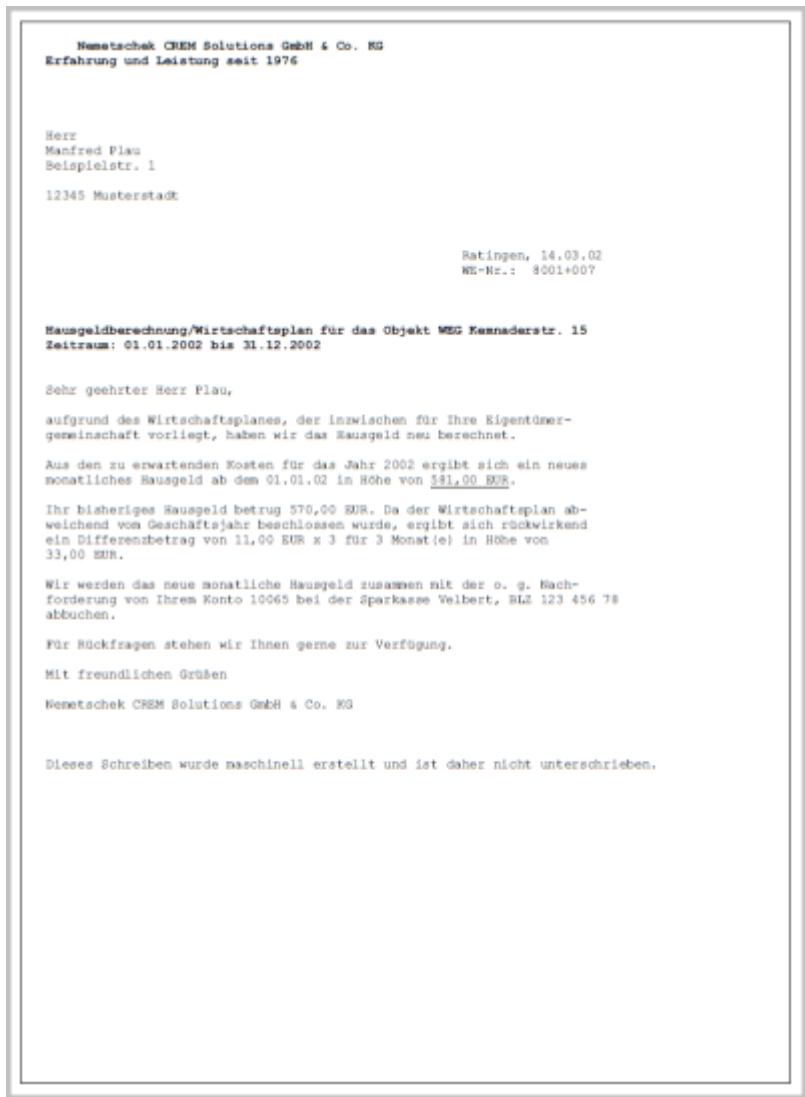 Nemetschek CREM Solutions GmbH & Co. KG
Erfahrung und Leistung seit 1976
Herr
Manfred Plau
Beispielstr. 1
12345 Musterstadt
Ratingen, 14.03.02
WE-Nr.: 8001+007
Hausgeldberechnung/Wirtschaftsplan für das Objekt WEG Kemnaderstr. 15
Zeitraum: 01.01.2002 bis 31.12.2002
Sehr geehrter Herr Plau,
aufgrund des Wirtschaftsplanes, der inzwischen für Ihre Eigentümer-
gemeinschaft vorliegt, haben wir das Hausgeld neu berechnet.
Aus den zu erwartenden Kosten für das Jahr 2002 ergibt sich ein neues
monatliches Hausgeld ab dem 01.01.02 in Höhe von 581,00 EUR.
Ihr bisheriges Hausgeld betrug 570,00 EUR. Da der Wirtschaftsplan ab-
weichend vom Geschäftsjahr beschlossen wurde, ergibt sich rückwirkend
ein Differenzbetrag von 11,00 EUR x 3 für 3 Monat(e) in Höhe von
33,00 EUR.
Wir werden das neue monatliche Hausgeld zusammen mit der o. g. Nach-
forderung von Ihrem Konto 10065 bei der Sparkasse Velbert, BLZ 123 456 78
abbuchen.
Für Rückfragen stehen wir Ihnen gerne zur Verfügung.
Mit freundlichen Grüßen
Nemetschek CREM Solutions GmbH & Co. KG
Dieses Schreiben wurde maschinell erstellt und ist daher nicht unterschrieben.